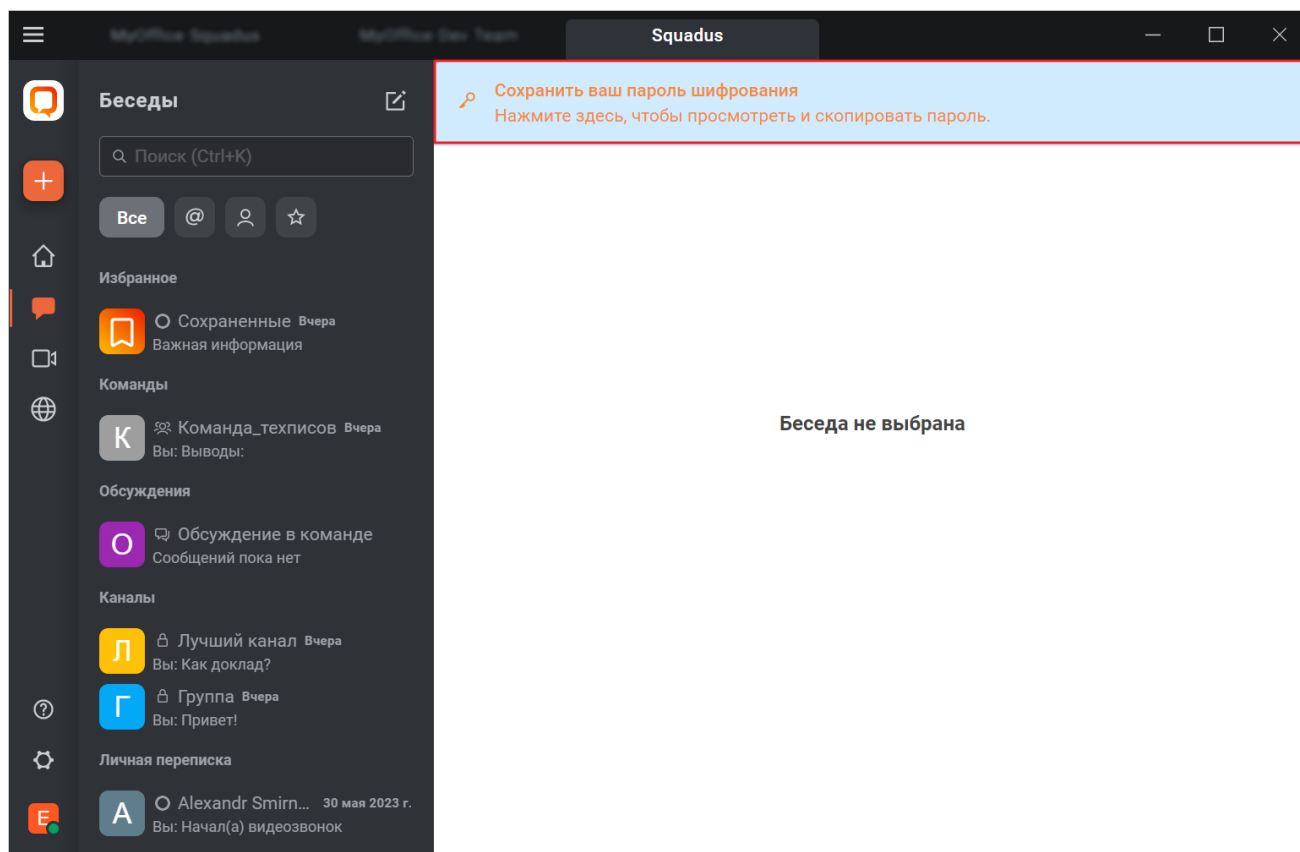 Squadus
Беседы
Поиск (Ctrl+K)
Все @
Избранное
Сохраненные Вчера
Важная информация
Команды
К
Команда_техписов Вчера
Вы: Выводы:
Обсуждения
О
Обсуждение в команде
Сообщений пока нет
Каналы
Л
Лучший канал Вчера
Вы: Как доклад?
Г
Группа Вчера
Вы: Привет!
Личная переписка
A
Alexandr Smirn... 30 мая 2023 г.
Вы: Начал(а) видеозвонок
E
Сохранить ваш пароль шифрования
Нажмите здесь, чтобы просмотреть и скопировать пароль.
Беседа не выбрана